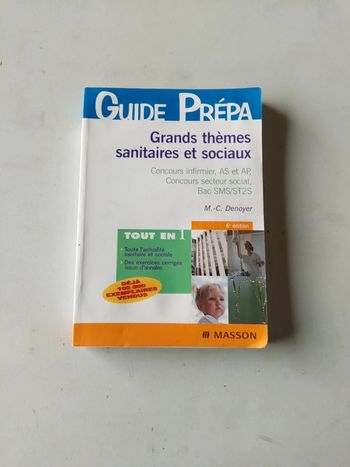 GUIDE PRÉPA
Grands thèmes
sanitaires et sociaux
Concours infirmier, AS et AP,
Concours secteur social,
Bac SMS/ST2S
M.-C. Denoyer
6e édition
TOUT EN 1
Toute l'actualité
sanitaire et sociale
Des exercices corrigés
issus d'annales
DÉJÀ
100 000
EXEMPLAIRES
VENDUS
MASSON